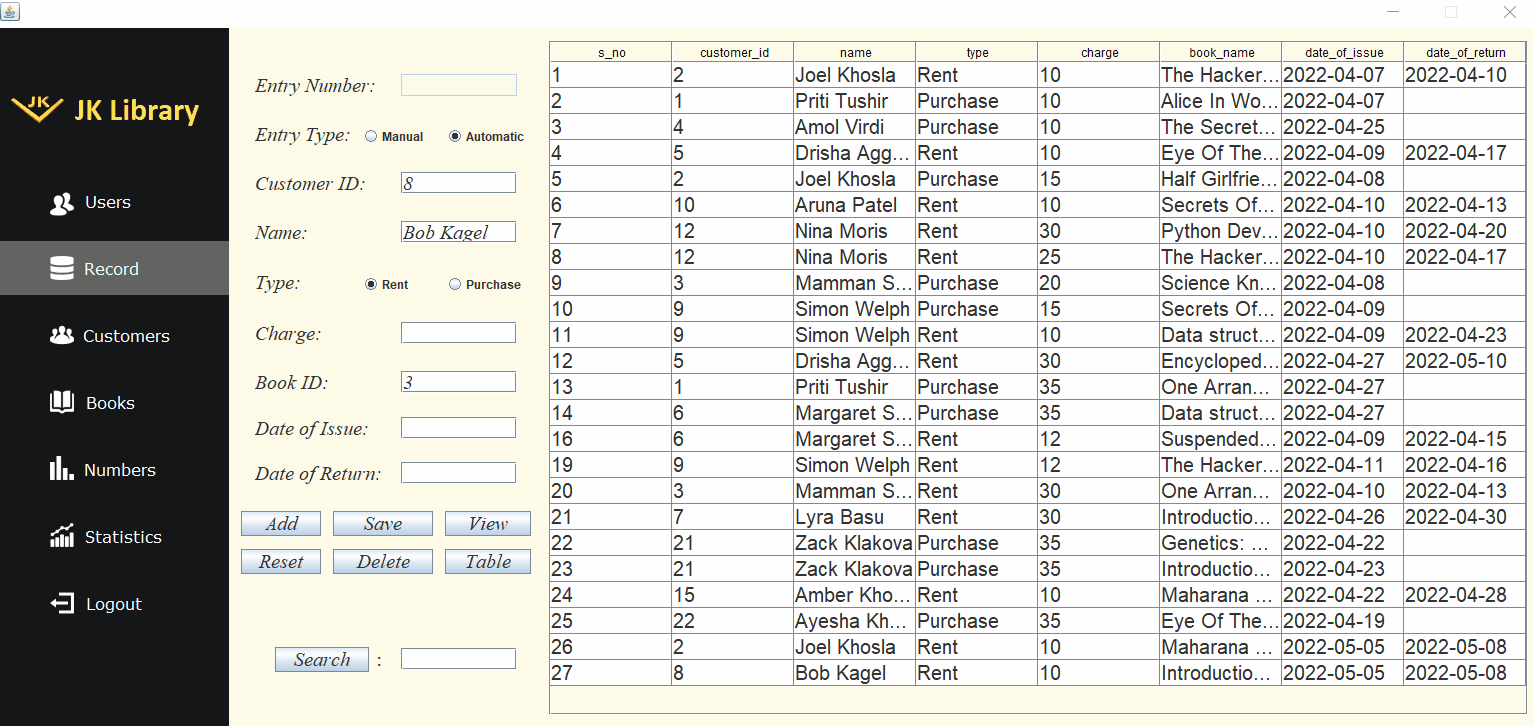 JK JK Library
Users
Record
Customers
Books
Numbers
Statistics
Logout
Entry Number:
Entry Type: Manual Automatic
Customer ID: 8
Name: Bob Kagel
Type: Rent Purchase
Charge:
Book ID: 3
Date of Issue:
Date of Return:
Add Save View
Reset Delete Table
Search :
s_no customer_id name type charge book_name date_of_issue date_of_return
1 2 Joel Khosla Rent 10 The Hacker... 2022-04-07 2022-04-10
2 1 Priti Tushir Purchase 10 Alice In Wo... 2022-04-07
3 4 Amol Virdi Purchase 10 The Secret... 2022-04-25
4 5 Drisha Agg... Rent 10 Eye Of The... 2022-04-09 2022-04-17
5 2 Joel Khosla Purchase 15 Half Girlfrie... 2022-04-08
6 10 Aruna Patel Rent 10 Secrets Of... 2022-04-10 2022-04-13
7 12 Nina Moris Rent 30 Python Dev... 2022-04-10 2022-04-20
8 12 Nina Moris Rent 25 The Hacker... 2022-04-10 2022-04-17
9 3 Mamman S... Purchase 20 Science Kn... 2022-04-08
10 9 Simon Welph Purchase 15 Secrets Of... 2022-04-09
11 9 Simon Welph Rent 10 Data struct... 2022-04-09 2022-04-23
12 5 Drisha Agg... Rent 30 Encycloped... 2022-04-27 2022-05-10
13 1 Priti Tushir Purchase 35 One Arran... 2022-04-27
14 6 Margaret S... Purchase 35 Data struct... 2022-04-27
16 6 Margaret S... Rent 12 Suspended... 2022-04-09 2022-04-15
19 9 Simon Welph Rent 12 The Hacker... 2022-04-11 2022-04-16
20 3 Mamman S... Rent 30 One Arran... 2022-04-10 2022-04-13
21 7 Lyra Basu Rent 30 Introductio... 2022-04-26 2022-04-30
22 21 Zack Klakova Purchase 35 Genetics: ... 2022-04-22
23 21 Zack Klakova Purchase 35 Introductio... 2022-04-23
24 15 Amber Kho... Rent 10 Maharana ... 2022-04-22 2022-04-28
25 22 Ayesha Kh... Purchase 35 Eye Of The... 2022-04-19
26 2 Joel Khosla Rent 10 Maharana ... 2022-05-05 2022-05-08
27 8 Bob Kagel Rent 10 Introductio... 2022-05-05 2022-05-08